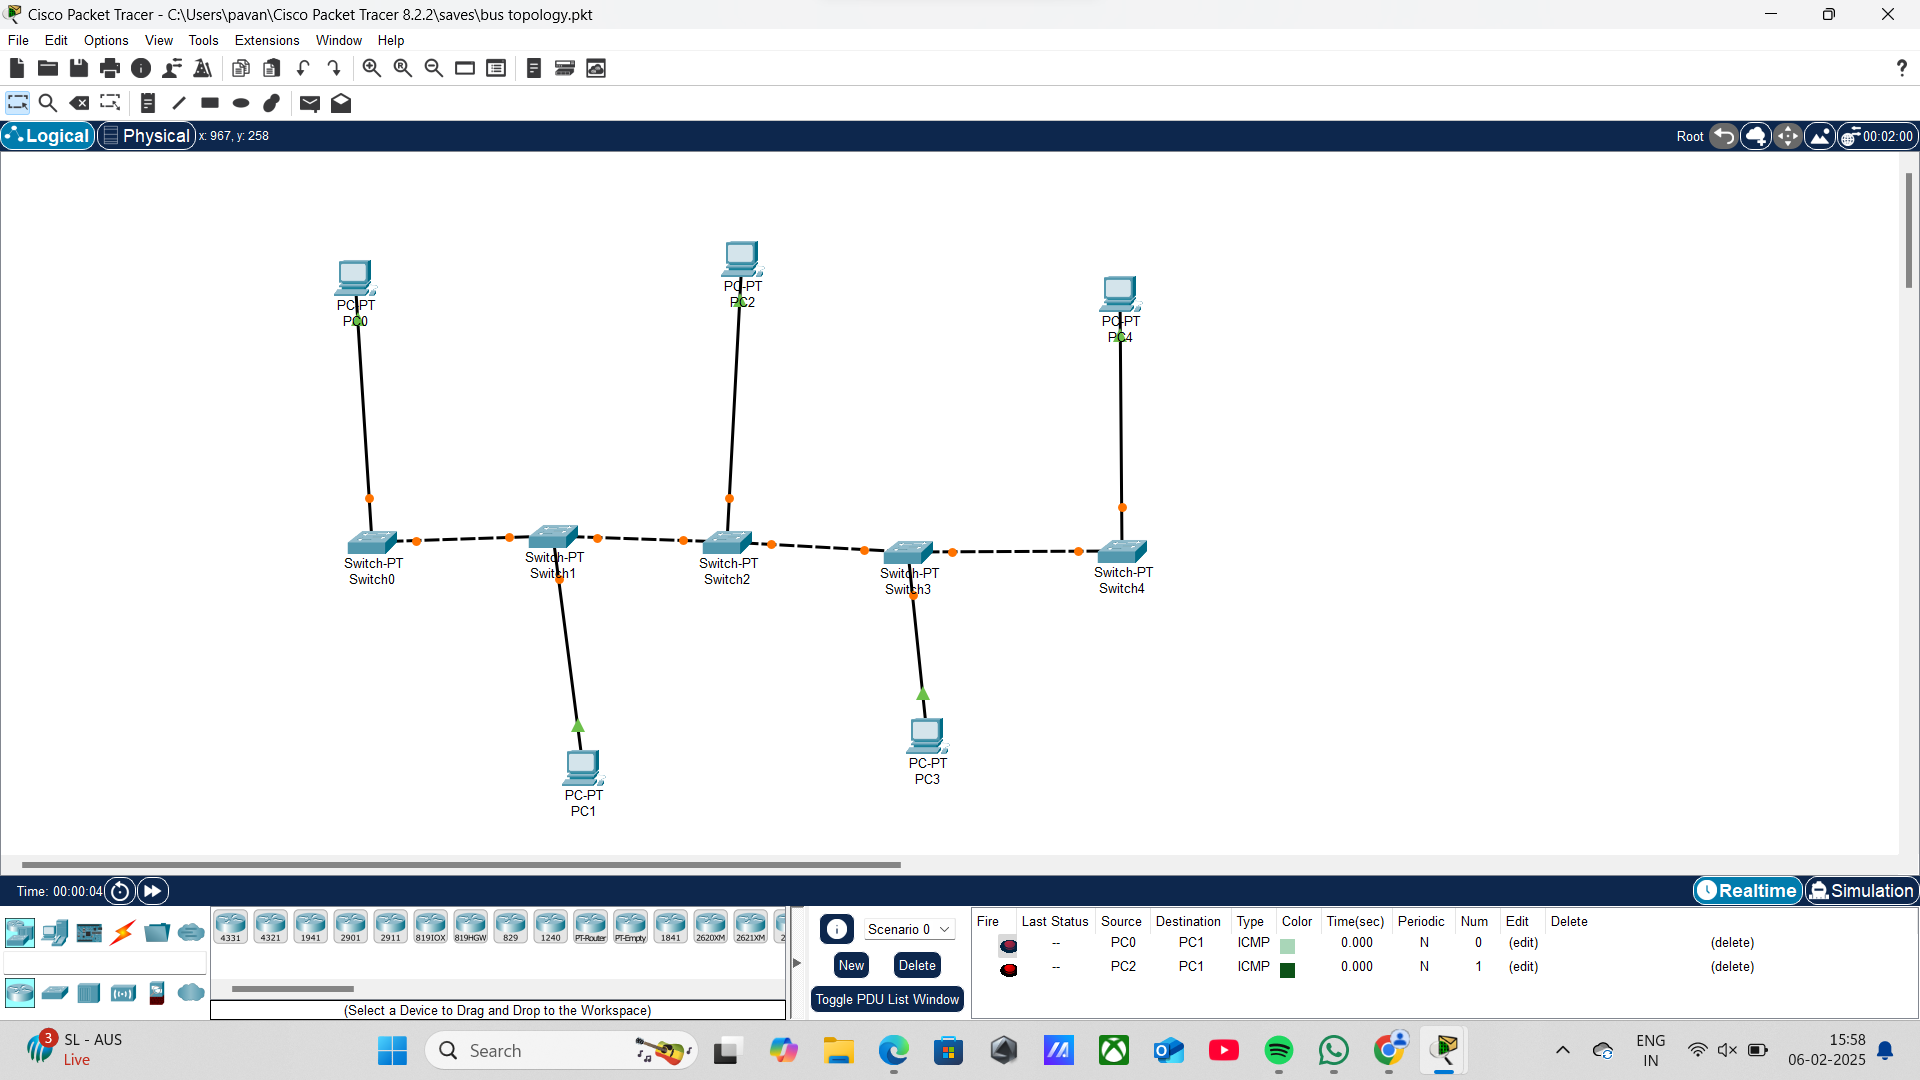 Cisco Packet Tracer - C:\Users\pavan\Cisco Packet Tracer 8.2.2\saves\bus topology.pkt
File Edit Options View Tools Extensions Window Help
?
Logical Physical x: 967, y: 258 Root 00:02:00
PC-PT
PC0
PC-PT
PC2
PC-PT
PC4
Switch-PT
Switch0
Switch-PT
Switch1
Switch-PT
Switch2
Switch-PT
Switch3
Switch-PT
Switch4
PC-PT
PC3
PC-PT
PC1
Time: 00:00:04 Realtime Simulation
4331 4321 1941 2901 2911 819IOX 819HGW 829 1240 PT-Router PT-Empty 1841 2620XM 2621XM 2
(Select a Device to Drag and Drop to the Workspace)
Scenario 0
New Delete
Toggle PDU List Window
Fire Last Status Source Destination Type Color Time(sec) Periodic Num Edit Delete
-- PC0 PC1 ICMP 0.000 N 0 (edit) (delete)
-- PC2 PC1 ICMP 0.000 N 1 (edit) (delete)
3 SL - AUS
Live
Search
ENG
IN
15:58
06-02-2025